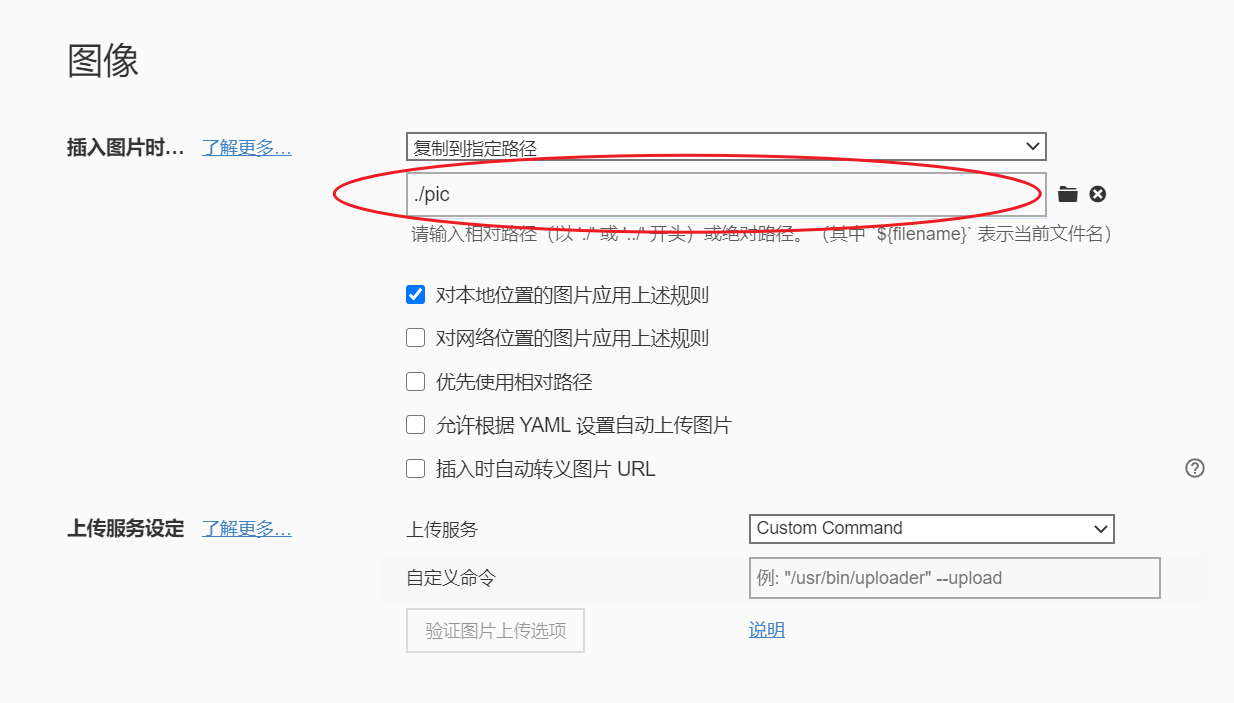 图像
插入图片时... 了解更多... 复制到指定路径
./pic
请输入相对路径（以 './' 或 '../' 开头）或绝对路径。（其中 `${filename}` 表示当前文件名）
对本地位置的图片应用上述规则
对网络位置的图片应用上述规则
优先使用相对路径
允许根据 YAML 设置自动上传图片
插入时自动转义图片 URL
上传服务设定 了解更多... 上传服务 Custom Command
自定义命令 例: "/usr/bin/uploader" --upload
验证图片上传选项 说明